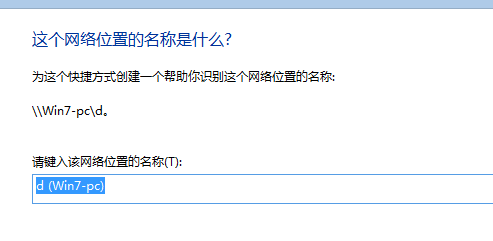 这个网络位置的名称是什么?
为这个快捷方式创建一个帮助你识别这个网络位置的名称:
\\Win7-pc\d。
请键入该网络位置的名称(T):
d (Win7-pc)